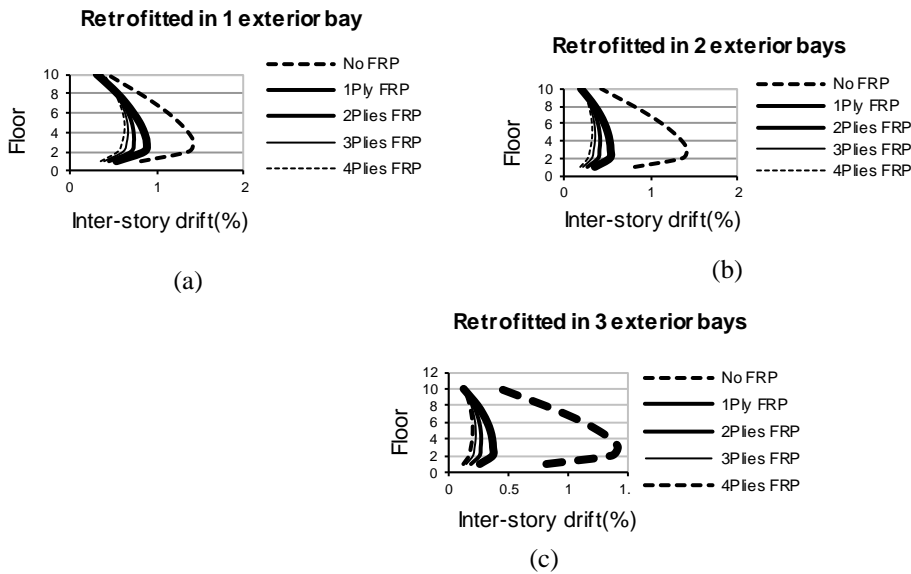 Retrofitted in 1 exterior bay
10
8
6
4
2
0
Floor
0 1 2
Inter-story drift(%)
No FRP
1Ply FRP
2Plies FRP
3Plies FRP
4Plies FRP
(a)
Retrofitted in 2 exterior bays
10
8
6
4
2
0
Floor
0 1 2
Inter-story drift(%)
No FRP
1Ply FRP
2Plies FRP
3Plies FRP
4Plies FRP
(b)
Retrofitted in 3 exterior bays
12
10
8
6
4
2
0
Floor
0 0.5 1 1.
Inter-story drift(%)
No FRP
1Ply FRP
2Plies FRP
3Plies FRP
4Plies FRP
(c)